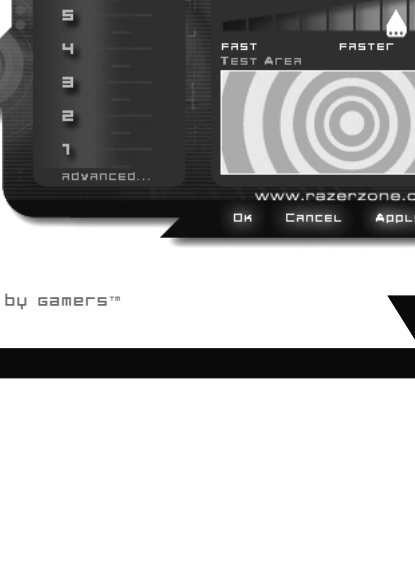 5
4
3
2
1
advanced...
FAST FASTER
Test Area
www.razerzone.c
Ok Cancel Appl
by Gamers™